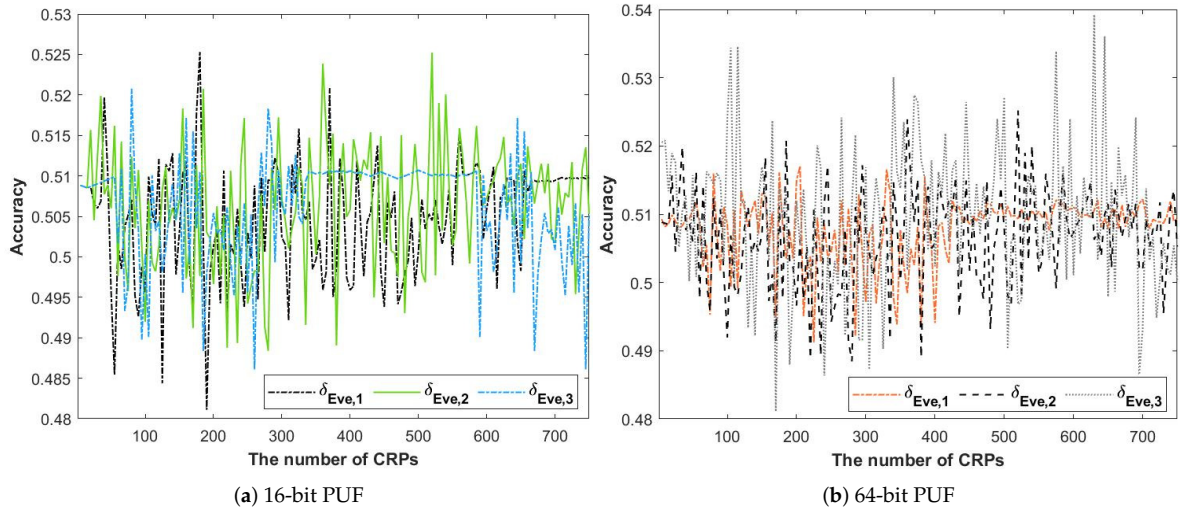 0.53
0.525
0.52
0.515
0.51
0.505
0.5
0.495
0.49
0.485
0.48
Accuracy
100 200 300 400 500 600 700
The number of CRPs
δEve,1 δEve,2 δEve,3
(a) 16-bit PUF
0.54
0.53
0.52
0.51
0.5
0.49
0.48
Accuracy
100 200 300 400 500 600 700
The number of CRPs
δEve,1 δEve,2 δEve,3
(b) 64-bit PUF